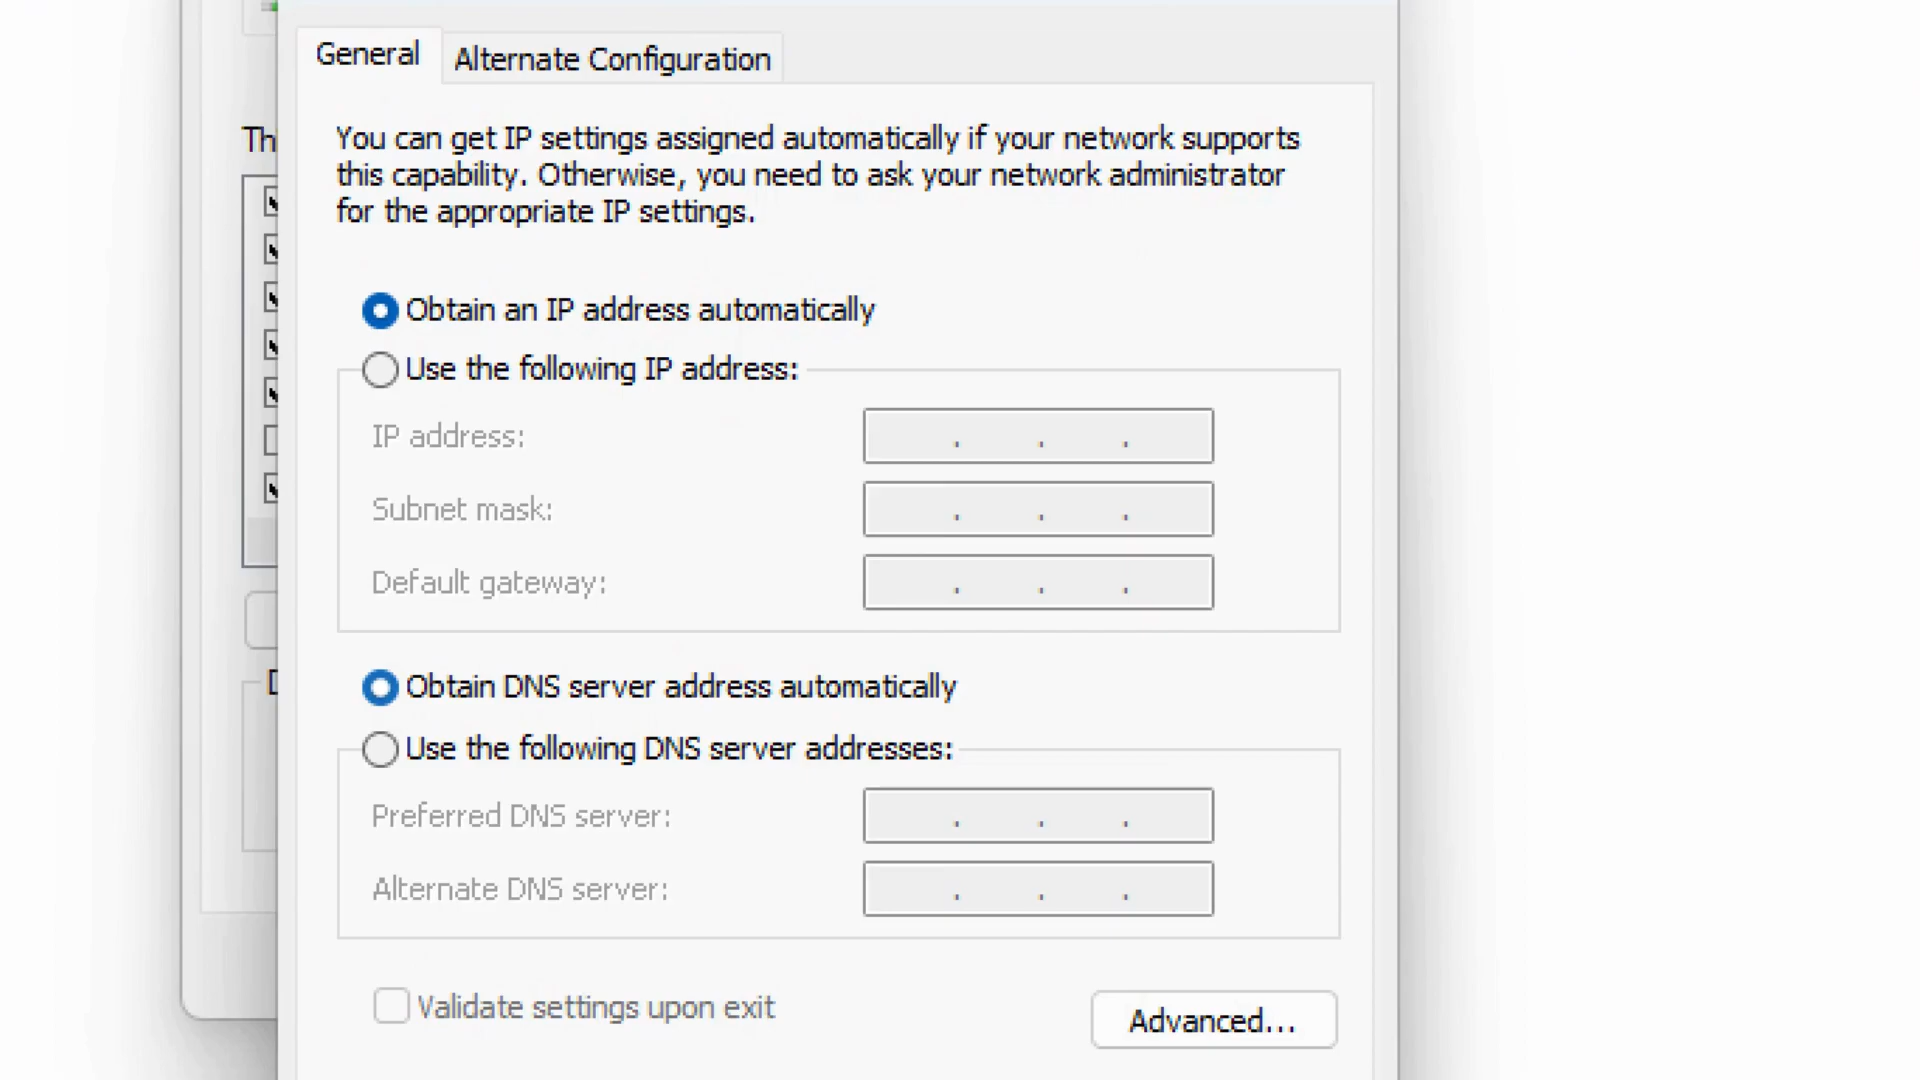 General
Alternate Configuration
You can get IP settings assigned automatically if your network supports
this capability. Otherwise, you need to ask your network administrator
for the appropriate IP settings.
Obtain an IP address automatically
Use the following IP address:
IP address:
. . .
Subnet mask:
. . .
Default gateway:
. . .
Obtain DNS server address automatically
Use the following DNS server addresses:
Preferred DNS server:
. . .
Alternate DNS server:
. . .
Validate settings upon exit
Advanced...